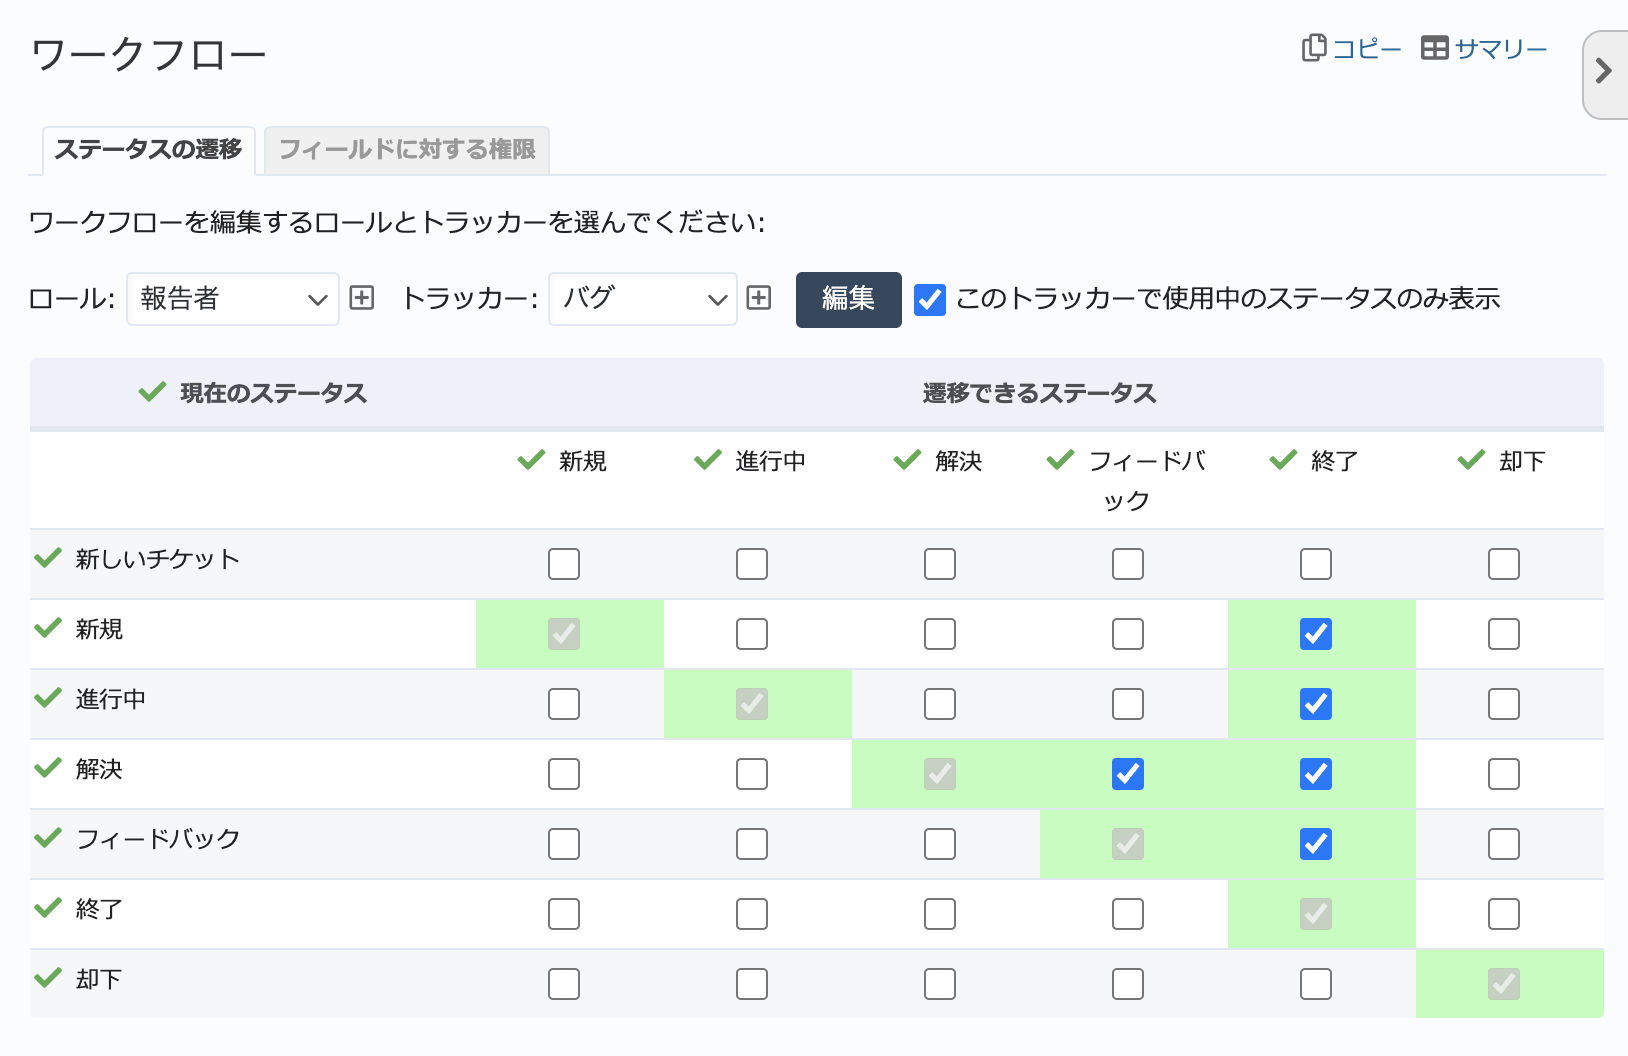 ワークフロー
コピー サマリー
ステータスの遷移 フィールドに対する権限
ワークフローを編集するロールとトラッカーを選んでください:
ロール: 報告者 トラッカー: バグ 編集 このトラッカーで使用中のステータスのみ表示
現在のステータス 遷移できるステータス
新規 進行中 解決 フィードバ 終了 却下
ック
新しいチケット
新規
進行中
解決
フィードバック
終了
却下